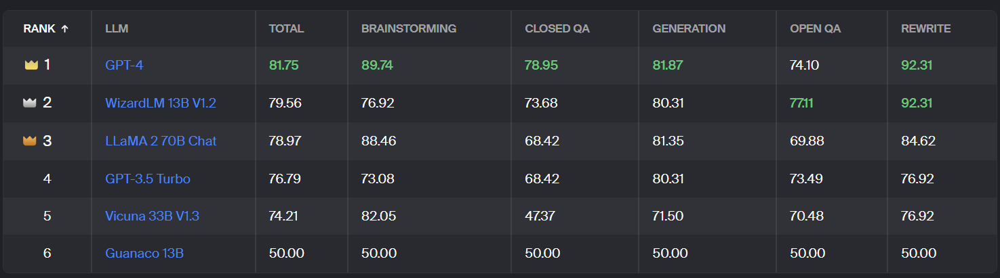 RANK ↑ LLM TOTAL BRAINSTORMING CLOSED QA GENERATION OPEN QA REWRITE
1 GPT-4 81.75 89.74 78.95 81.87 74.10 92.31
2 WizardLM 13B V1.2 79.56 76.92 73.68 80.31 77.11 92.31
3 LLaMA 2 70B Chat 78.97 88.46 68.42 81.35 69.88 84.62
4 GPT-3.5 Turbo 76.79 73.08 68.42 80.31 73.49 76.92
5 Vicuna 33B V1.3 74.21 82.05 47.37 71.50 70.48 76.92
6 Guanaco 13B 50.00 50.00 50.00 50.00 50.00 50.00